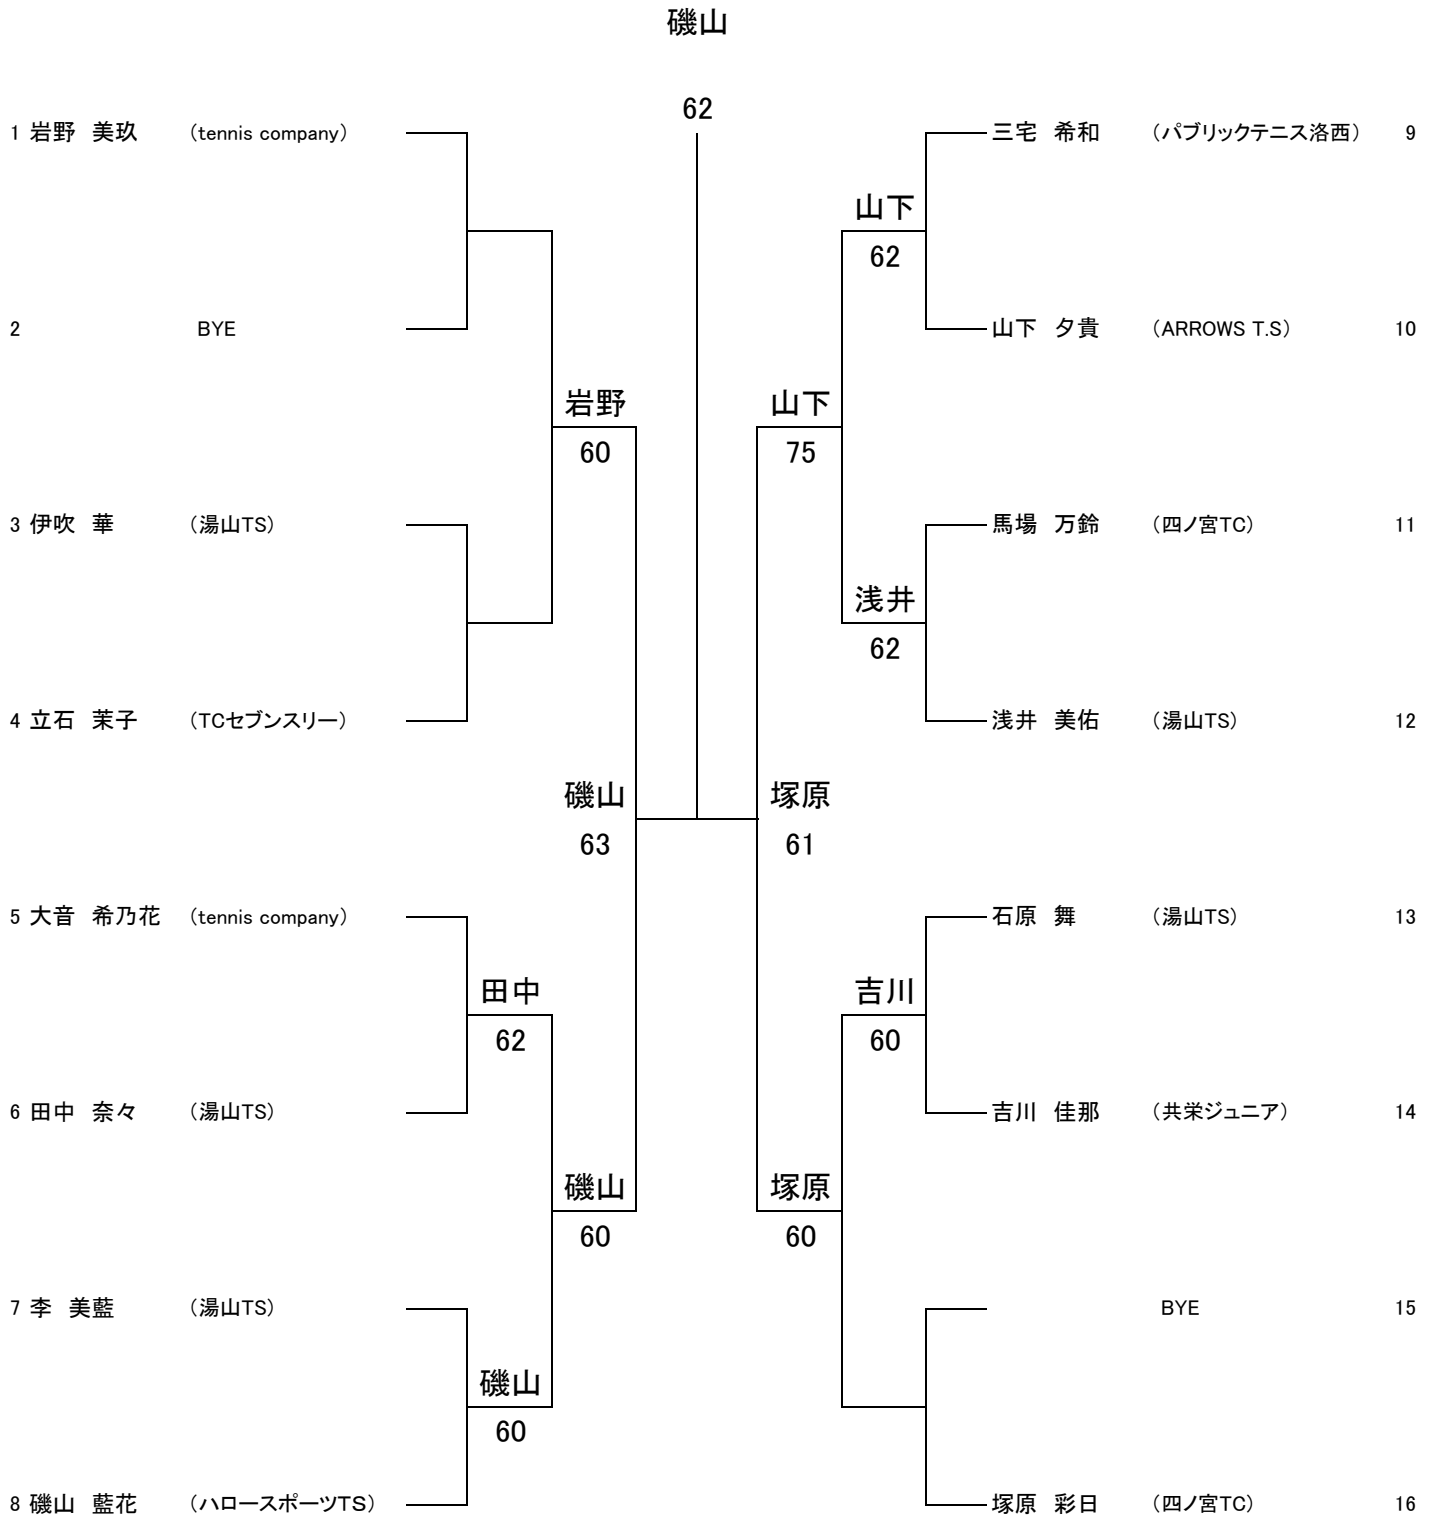 磯山
62
1 岩野 美玖 （tennis company）
2 BYE
岩野
60
3 伊吹 華 （湯山TS）
4 立石 茉子 （TCセブンスリー）
磯山
63
5 大音 希乃花 （tennis company）
田中
62
6 田中 奈々 （湯山TS）
磯山
60
7 李 美藍 （湯山TS）
磯山
60
8 磯山 藍花 （ハロースポーツTS）
三宅 希和 （パブリックテニス洛西） 9
山下
62
山下 夕貴 （ARROWS T.S） 10
山下
75
馬場 万鈴 （四ノ宮TC） 11
浅井
62
浅井 美佑 （湯山TS） 12
塚原
61
石原 舞 （湯山TS） 13
吉川
60
吉川 佳那 （共栄ジュニア） 14
塚原
60
BYE 15
塚原 彩日 （四ノ宮TC） 16